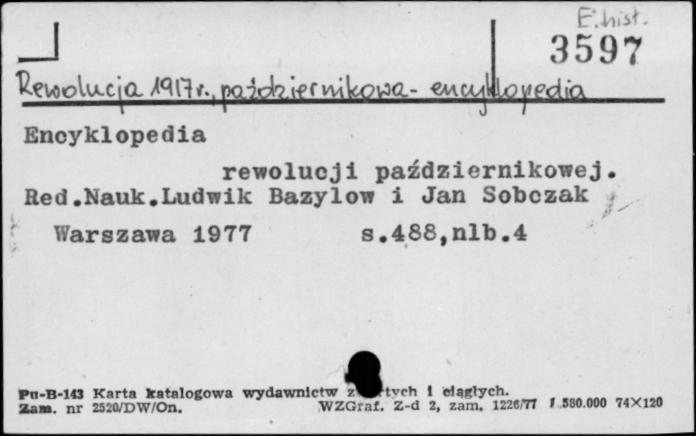 E. hist.
3597
Rewolucja 1917 r., październikowa - encyklopedia
Encyklopedia
rewolucji październikowej.
Red.Nauk.Ludwik Bazylow i Jan Sobczak
Warszawa 1977 s.488,nlb.4
Pu-B-143 Karta katalogowa wydawnictw i ciągłych.
Zam. nr 2520/DW/On. WZGraf. Z-d 2, zam. 1226/77 1.580.000 74X120